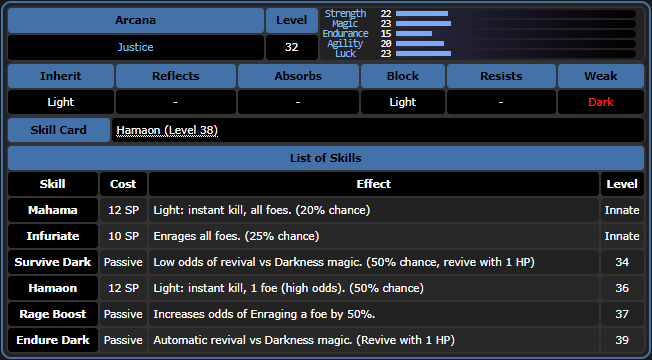 Arcana Level
Justice 32
Strength 22
Magic 23
Endurance 15
Agility 20
Luck 23
Inherit Reflects Absorbs Block Resists Weak
Light - - Light - Dark
Skill Card Hamaon (Level 38)
List of Skills
Skill Cost Effect Level
Mahama 12 SP Light: instant kill, all foes. (20% chance) Innate
Infuriate 10 SP Enrages all foes. (25% chance) Innate
Survive Dark Passive Low odds of revival vs Darkness magic. (50% chance, revive with 1 HP) 34
Hamaon 12 SP Light: instant kill, 1 foe (high odds). (50% chance) 36
Rage Boost Passive Increases odds of Enraging a foe by 50%. 37
Endure Dark Passive Automatic revival vs Darkness magic. (Revive with 1 HP) 39